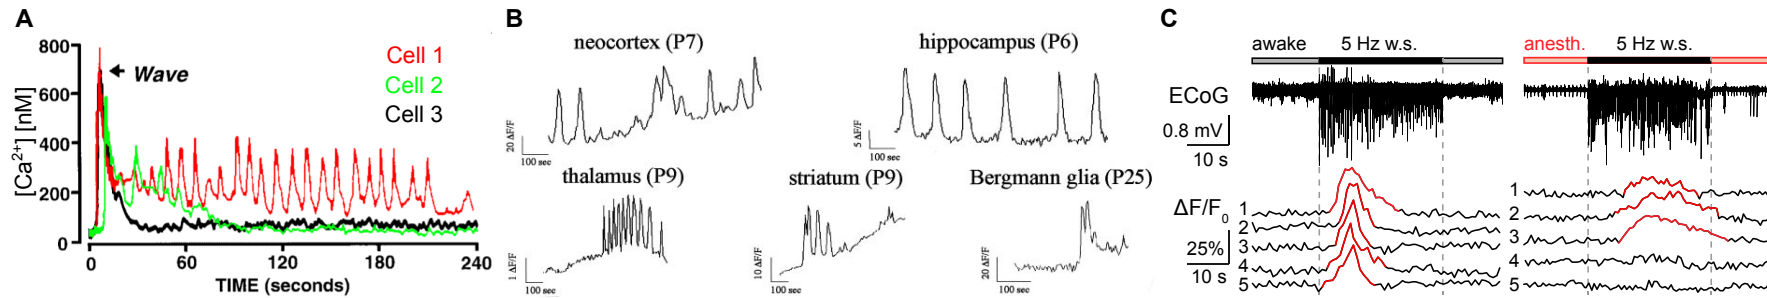 A
800
600
400
200
0
[Ca2+] [nM]
Wave
Cell 1
Cell 2
Cell 3
0 60 120 180 240
TIME (seconds)
B
neocortex (P7)
20 ΔF/F
100 sec
hippocampus (P6)
5 ΔF/F
100 sec
thalamus (P9)
1 ΔF/F
100 sec
striatum (P9)
10 ΔF/F
100 sec
Bergmann glia (P25)
20 ΔF/F
100 sec
C
awake 5 Hz w.s.
anesth. 5 Hz w.s.
ECoG
0.8 mV
10 s
ΔF/F0
25%
10 s
1
2
3
4
5
1
2
3
4
5